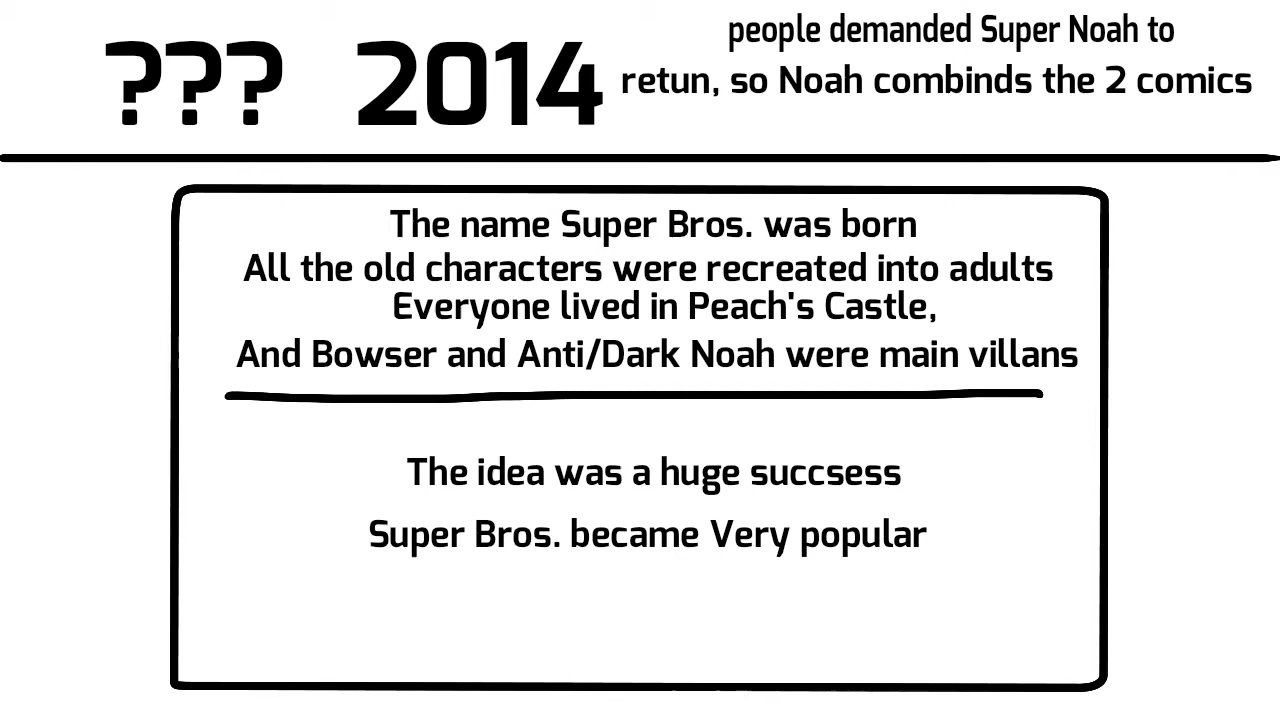 ??? 2014
people demanded Super Noah to
retun, so Noah combinds the 2 comics
The name Super Bros. was born
All the old characters were recreated into adults
Everyone lived in Peach's Castle,
And Bowser and Anti/Dark Noah were main villans
The idea was a huge succsess
Super Bros. became Very popular